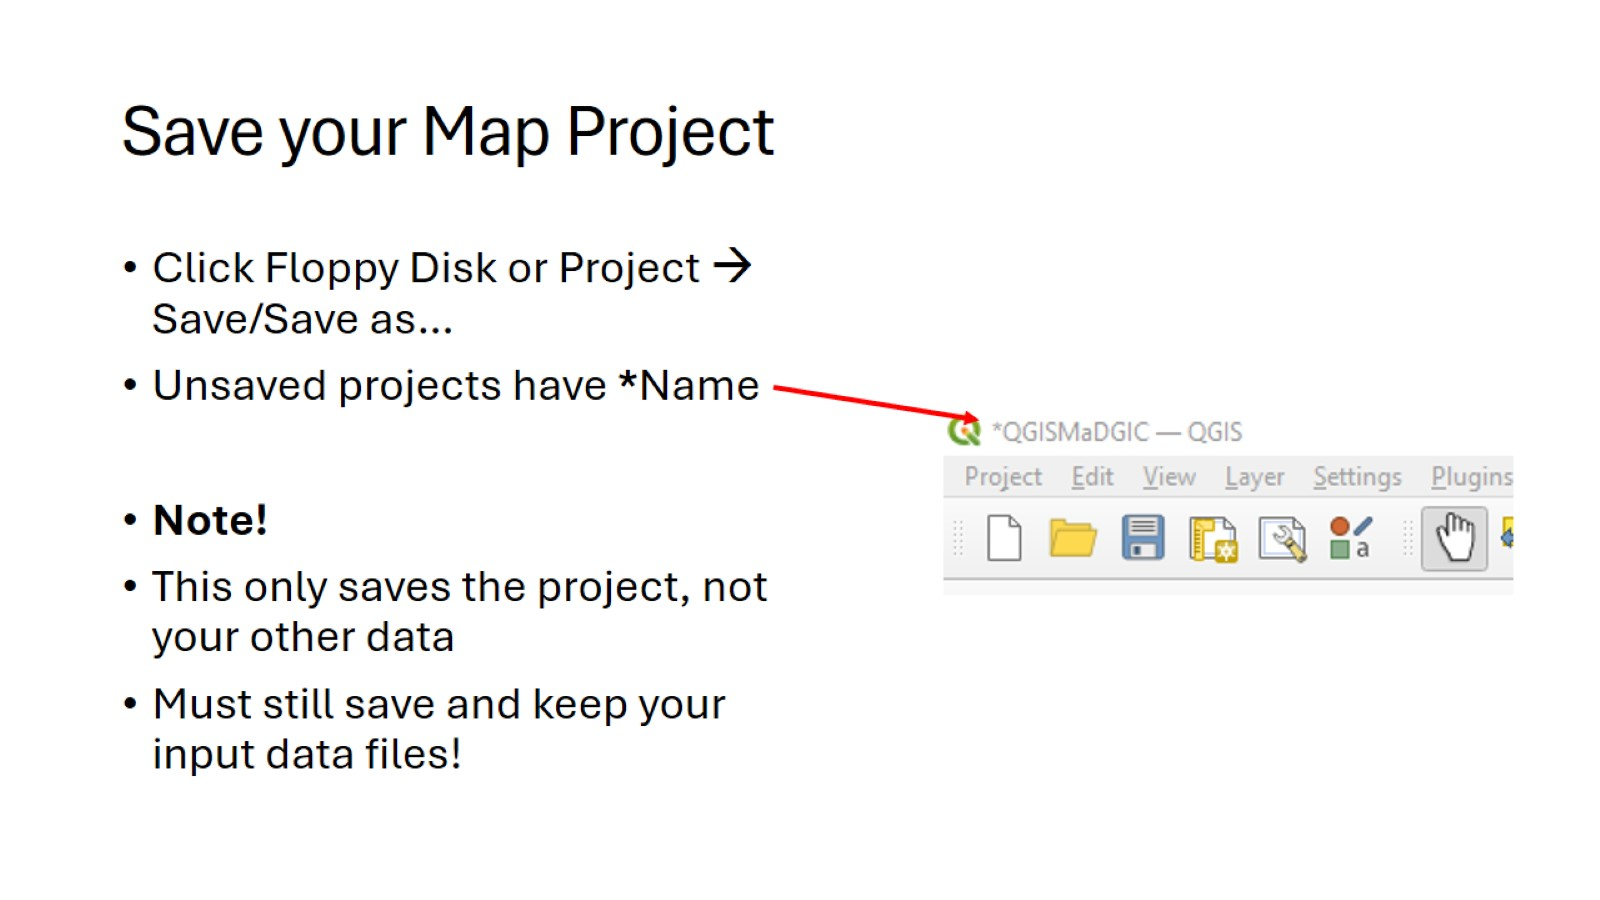 Save your Map Project
• Click Floppy Disk or Project →
Save/Save as...
• Unsaved projects have *Name
• Note!
• This only saves the project, not
your other data
• Must still save and keep your
input data files!
*QGISMaDGIC — QGIS
Project Edit View Layer Settings Plugins
a